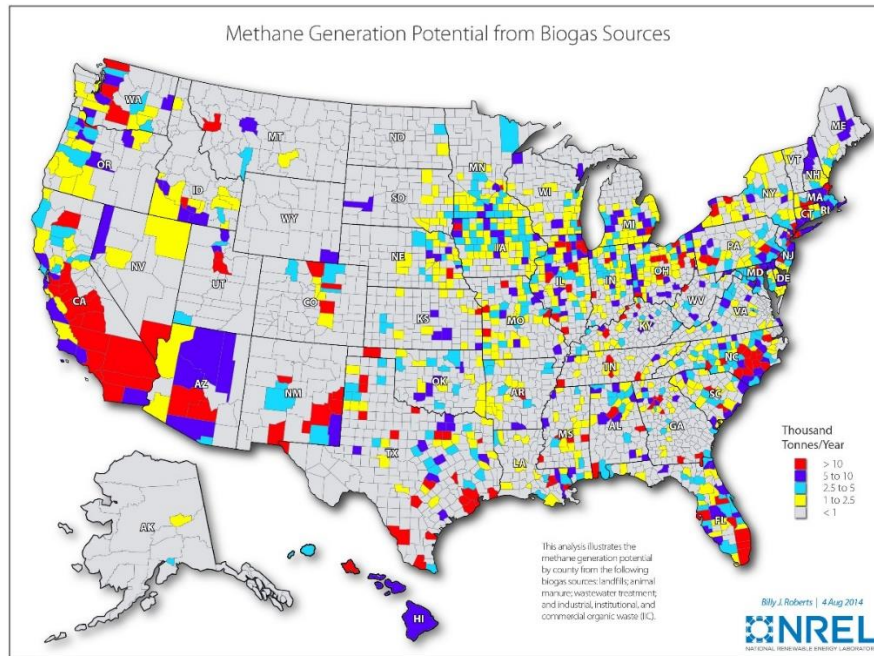 Methane Generation Potential from Biogas Sources
WA
MT
ND
MN
ME
VT
NH
OR
ID
SD
WI
NY
MA
CT
RI
WY
MI
IA
PA
NJ
NE
NV
OH
UT
IL
IN
MD
DE
CA
CO
WV
VA
KS
MO
KY
NC
TN
AZ
NM
OK
AR
SC
MS
AL
GA
TX
LA
FL
AK
HI
Thousand
Tonnes/Year
> 10
5 to 10
2.5 to 5
1 to 2.5
< 1
This analysis illustrates the
methane generation potential
by county from the following
biogas sources: landfills; animal
manure; wastewater treatment;
and industrial, institutional, and
commercial organic waste (IIC).
Billy J. Roberts | 4 Aug 2014
NREL
NATIONAL RENEWABLE ENERGY LABORATORY